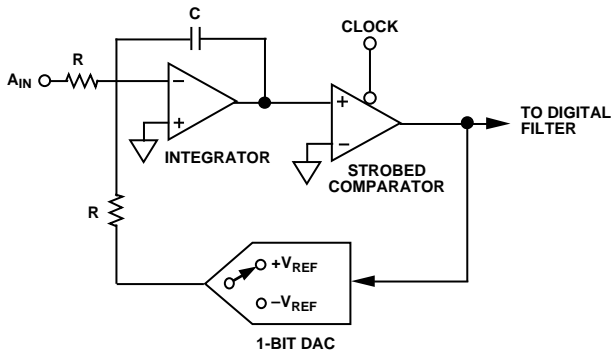 C
CLOCK
R
A_IN
−
+
+
−
TO DIGITAL
FILTER
INTEGRATOR
STROBED
COMPARATOR
R
+V_REF
−V_REF
1-BIT DAC